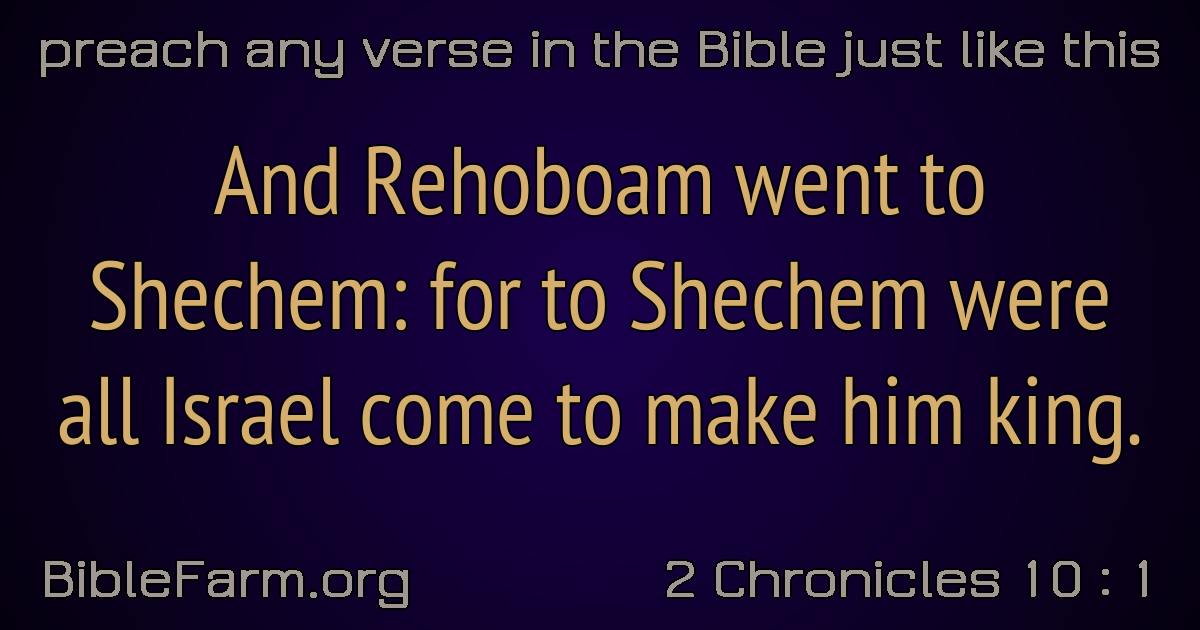 preach any verse in the Bible just like this
And Rehoboam went to
Shechem: for to Shechem were
all Israel come to make him king.
BibleFarm.org
2 Chronicles 10 : 1